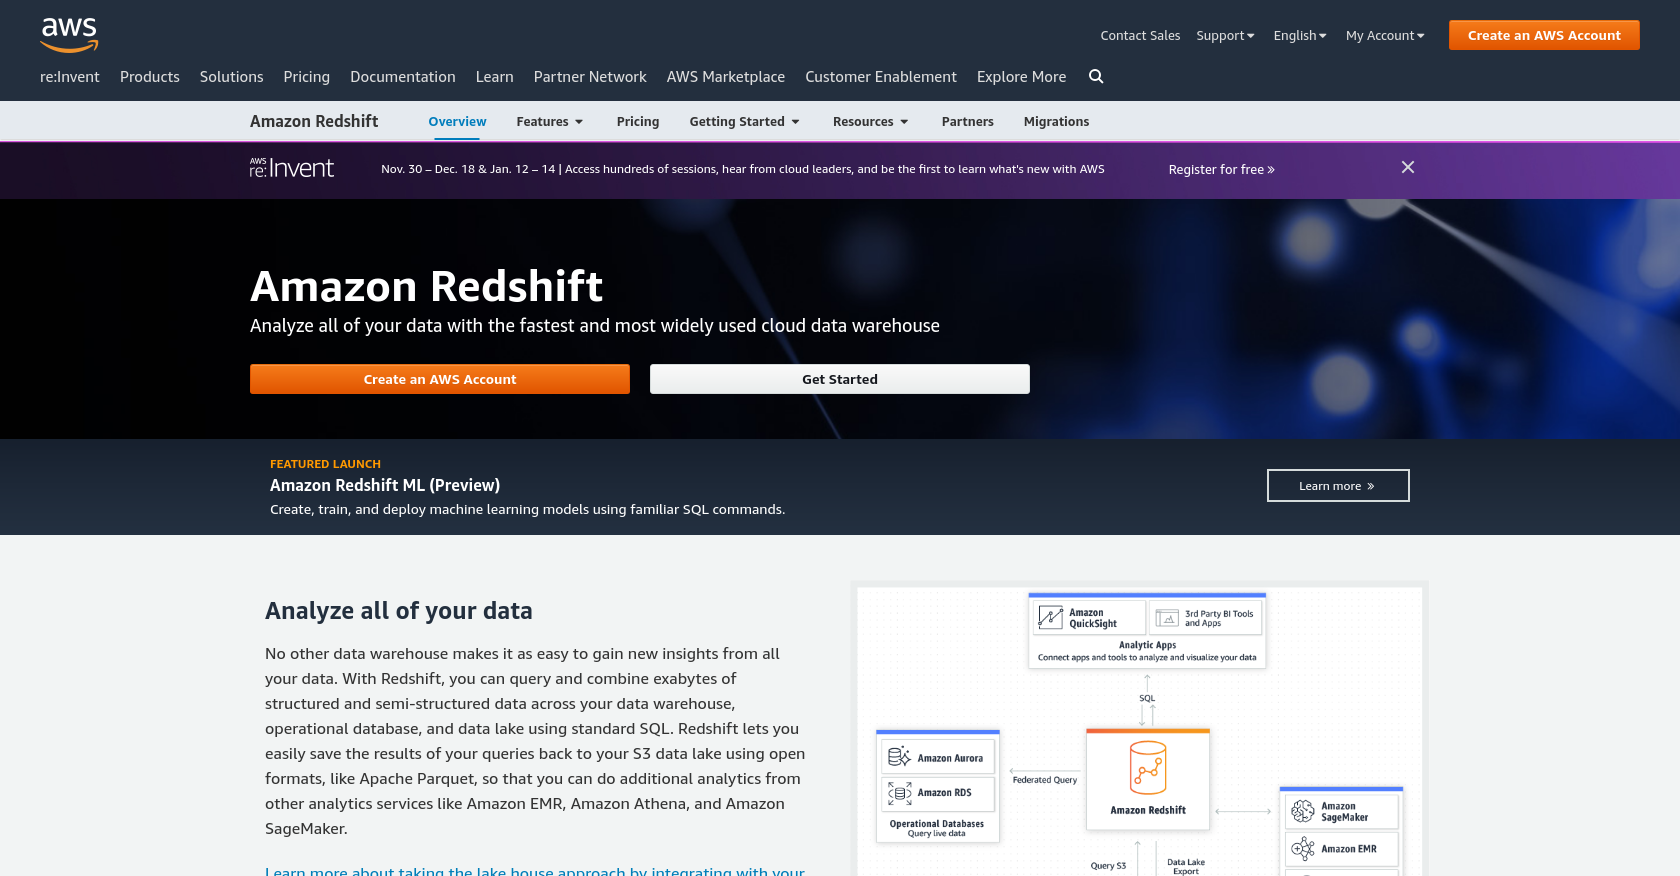 aws
Contact Sales Support English My Account Create an AWS Account
re:Invent Products Solutions Pricing Documentation Learn Partner Network AWS Marketplace Customer Enablement Explore More
Amazon Redshift Overview Features Pricing Getting Started Resources Partners Migrations
AWS
re:Invent
Nov. 30 – Dec. 18 & Jan. 12 – 14 | Access hundreds of sessions, hear from cloud leaders, and be the first to learn what's new with AWS Register for free »
Amazon Redshift
Analyze all of your data with the fastest and most widely used cloud data warehouse
Create an AWS Account Get Started
FEATURED LAUNCH
Amazon Redshift ML (Preview)
Create, train, and deploy machine learning models using familiar SQL commands.
Learn more »
Analyze all of your data
No other data warehouse makes it as easy to gain new insights from all
your data. With Redshift, you can query and combine exabytes of
structured and semi-structured data across your data warehouse,
operational database, and data lake using standard SQL. Redshift lets you
easily save the results of your queries back to your S3 data lake using open
formats, like Apache Parquet, so that you can do additional analytics from
other analytics services like Amazon EMR, Amazon Athena, and Amazon
SageMaker.
Learn more about taking the lake house approach by integrating with your
Amazon
QuickSight
3rd Party BI Tools
and Apps
Analytic Apps
Connect apps and tools to analyze and visualize your data
SQL
Amazon Aurora
Amazon RDS
Operational Databases
Query live data
Federated Query
Amazon Redshift
Amazon
SageMaker
Amazon EMR
Query S3
Data Lake
Export